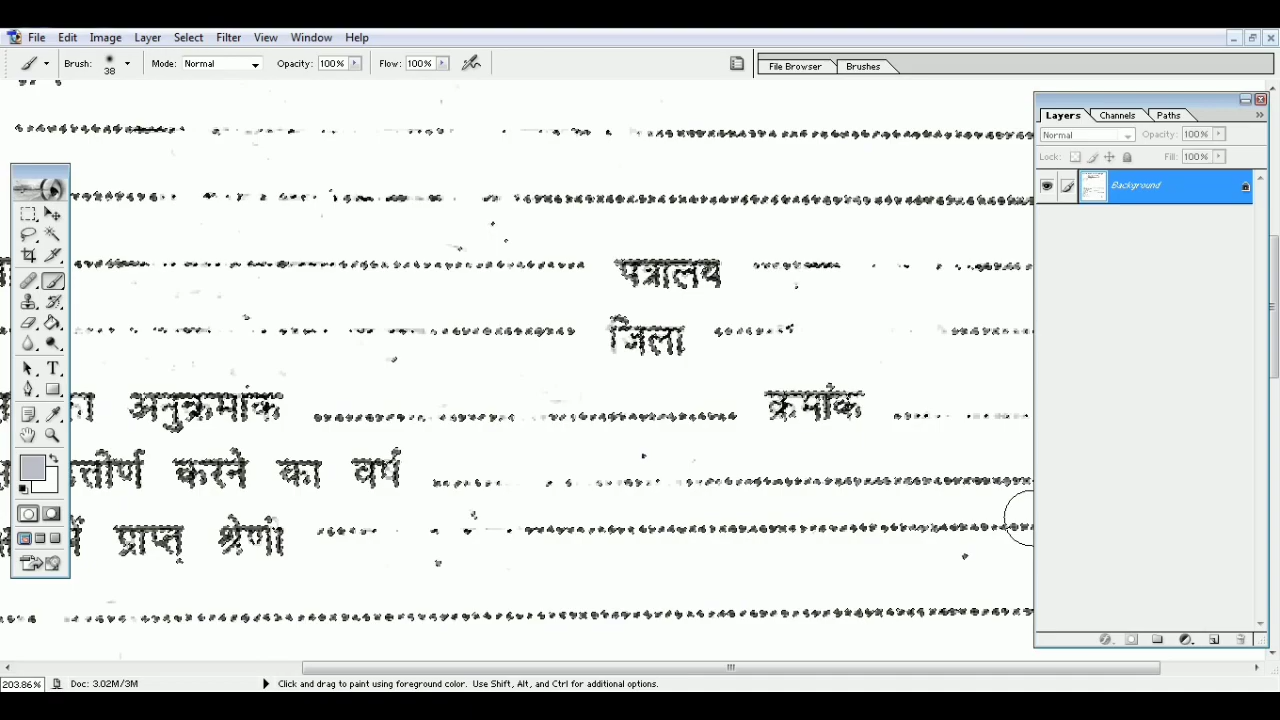 File Edit Image Layer Select Filter View Window Help
Brush: 38 Mode: Normal Opacity: 100% Flow: 100% File Browser Brushes
Layers Channels Paths
Normal Opacity: 100%
Lock: Fill: 100%
Background
पत्रालय
जिला
का अनुक्रमांक क्रमांक
उत्तीर्ण करने का वर्ष
में प्राप्त श्रेणी
203.86% Doc: 3.02M/3M Click and drag to paint using foreground color. Use Shift, Alt, and Ctrl for additional options.